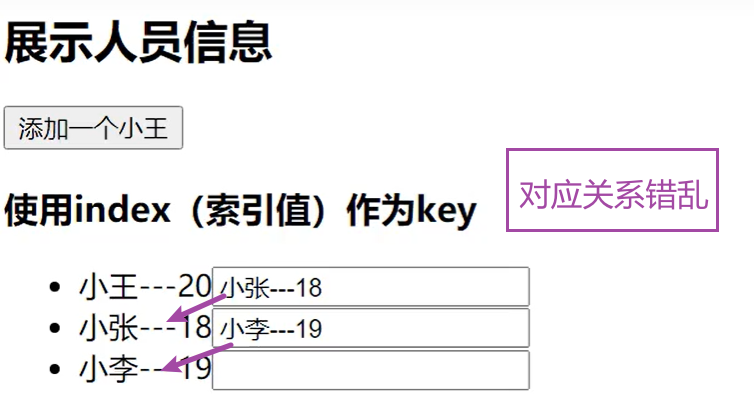 展示人员信息
添加一个小王
使用index（索引值）作为key
对应关系错乱
小王---20 小张---18
小张---18 小李---19
小李---19